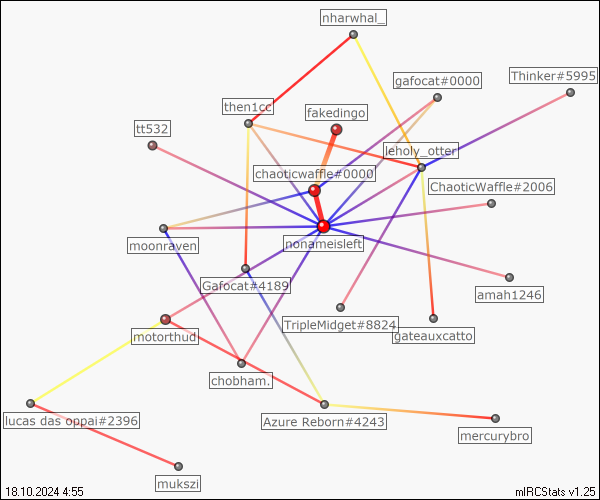 nharwhal_
Thinker#5995
gafocat#0000
then1cc
fakedingo
tt532
leholy_otter
chaoticwaffle#0000
ChaoticWaffle#2006
moonraven
nonameisleft
Gafocat#4189
amah1246
TripleMidget#8824
motorthud
gateauxcatto
chobham.
lucas das oppai#2396
Azure Reborn#4243
mercurybro
mukszi
18.10.2024 4:55
mIRCStats v1.25